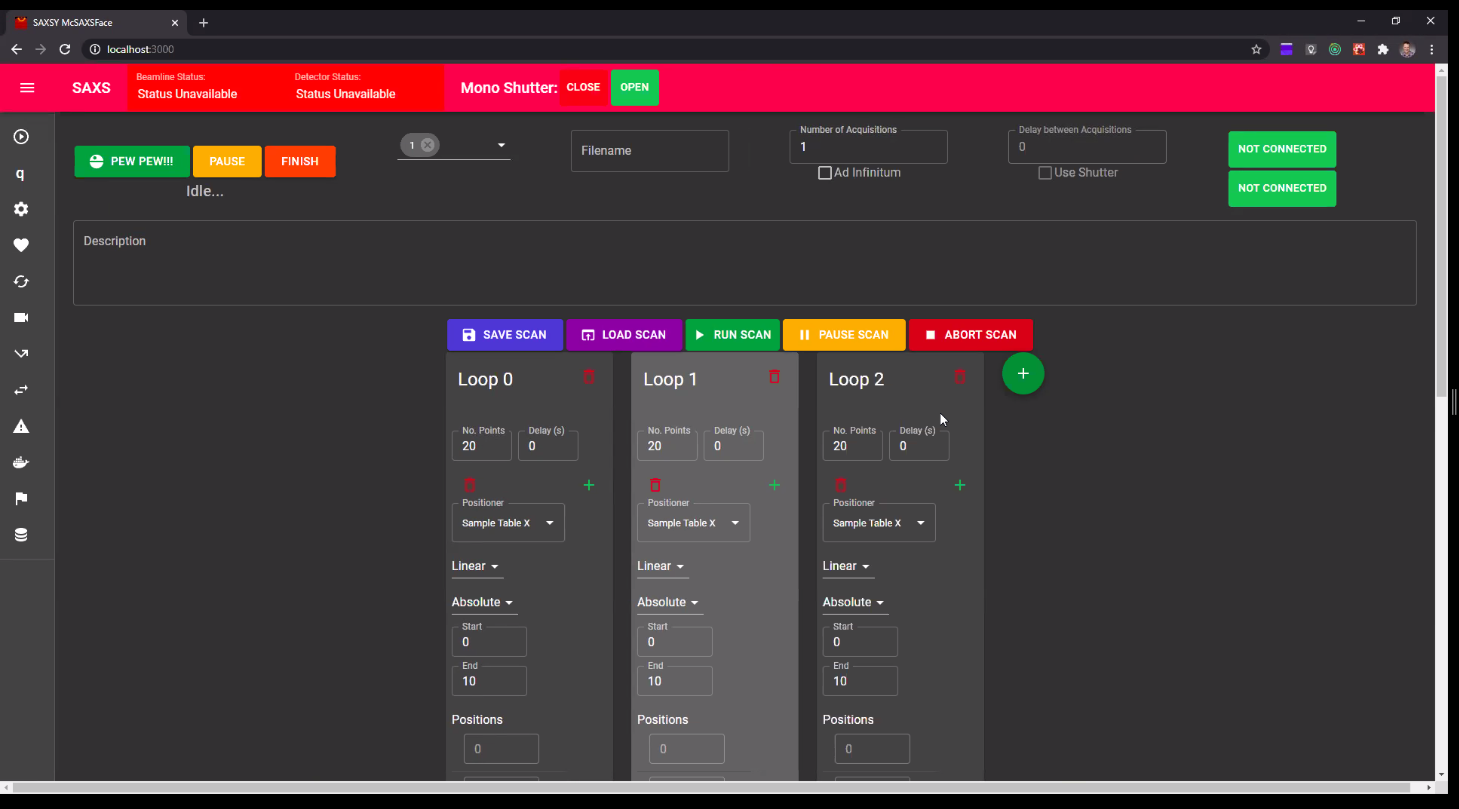 SAXSY McSAXSFace
localhost:3000
SAXS
Beamline Status:
Status Unavailable
Detector Status:
Status Unavailable
Mono Shutter:
CLOSE
OPEN
q
PEW PEW!!!
PAUSE
FINISH
Idle...
1
Filename
Number of Acquisitions
1
Ad Infinitum
Delay between Acquisitions
0
Use Shutter
NOT CONNECTED
NOT CONNECTED
Description
SAVE SCAN
LOAD SCAN
RUN SCAN
PAUSE SCAN
ABORT SCAN
Loop 0
No. Points
20
Delay (s)
0
Positioner
Sample Table X
Linear
Absolute
Start
0
End
10
Positions
0
Loop 1
No. Points
20
Delay (s)
0
Positioner
Sample Table X
Linear
Absolute
Start
0
End
10
Positions
0
Loop 2
No. Points
20
Delay (s)
0
Positioner
Sample Table X
Linear
Absolute
Start
0
End
10
Positions
0